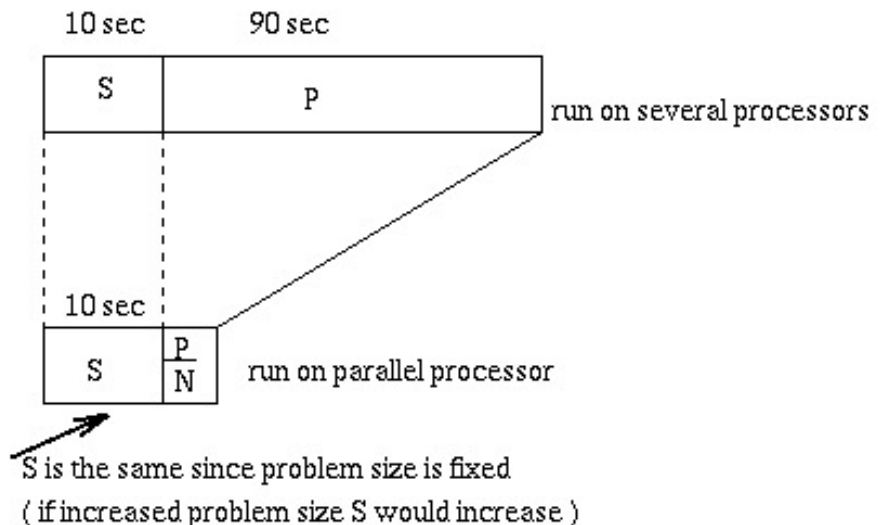 10 sec
90 sec
S
P
run on several processors
10 sec
S
P
N
run on parallel processor
S is the same since problem size is fixed
( if increased problem size S would increase )